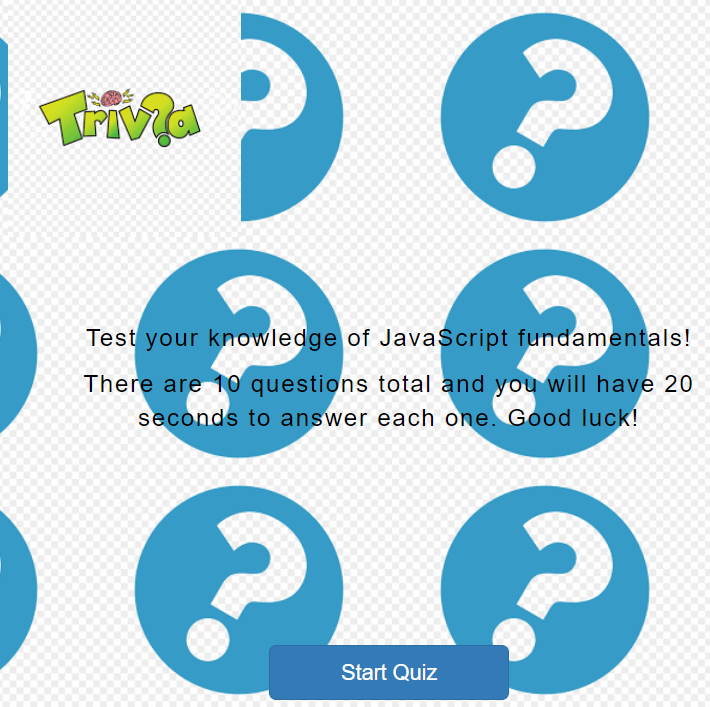 Triv?a
Test your knowledge of JavaScript fundamentals!
There are 10 questions total and you will have 20
seconds to answer each one. Good luck!
Start Quiz